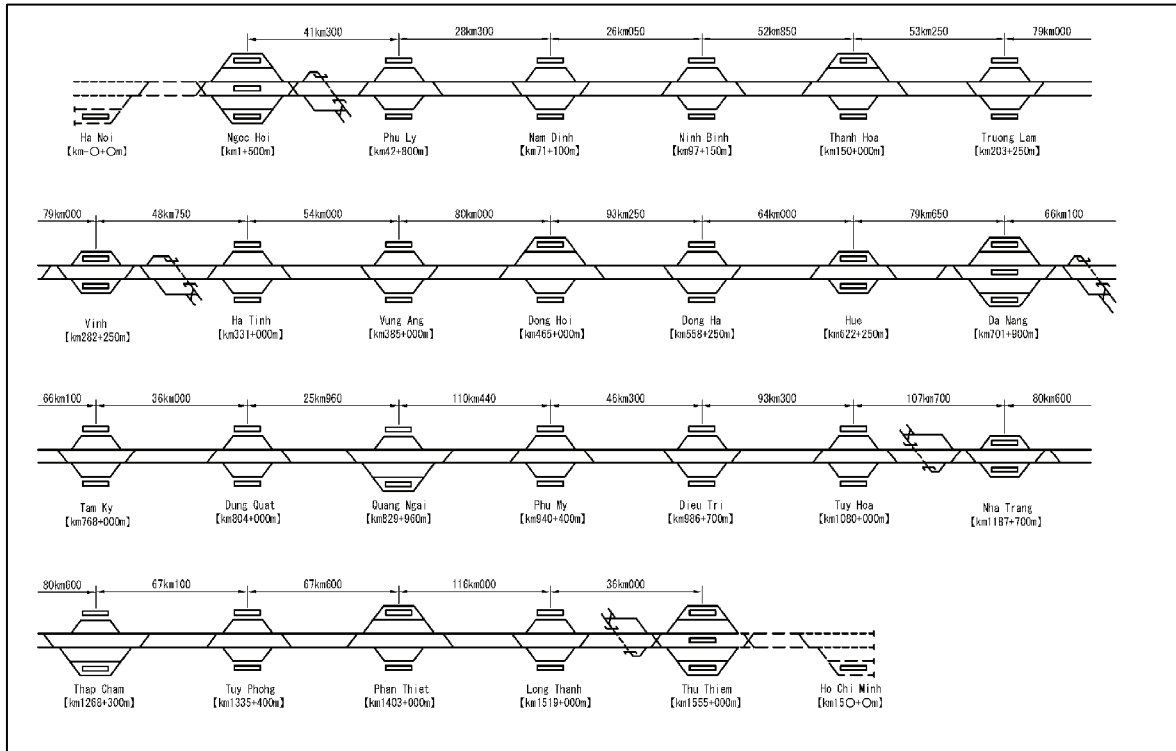 41km300 28km300 26km050 52km850 53250 79km000
Ha Noi Ngoc Hoi Phu Ly Nam Dinh Ninh Binh Thanh Hoa Truong Lam
【km-〇+〇m】 【km1+500m】 【km42+800m】 【km71+100m】 【km97+150m】 【km150+000m】 【km203+250m】
79km000 48km750 54km000 80km000 93km250 64km000 79km650 66km100
Vinh Ha Tinh Vung Ang Dong Hoi Dong Ha Hue Da Nang
【km282+250m】 【km331+000m】 【km385+000m】 【km465+000m】 【km558+250m】 【km622+250m】 【km701+900m】
66km100 36km000 25km960 110km440 46km300 93km300 107km700 80km600
Tam Ky Dung Quat Quang Ngai Phu My Dieu Tri Tuy Hoa Nha Trang
【km768+000m】 【km804+000m】 【km829+960m】 【km940+400m】 【km986+700m】 【km1080+000m】 【km1187+700m】
80km600 67km100 67km600 116km000 36km000
Thap Cham Tuy Phong Phan Thiet Long Thanh Thu Thiem Ho Chi Minh
【km1268+300m】 【km1335+400m】 【km1403+000m】 【km1519+000m】 【km1555+000m】 【km15〇+〇m】